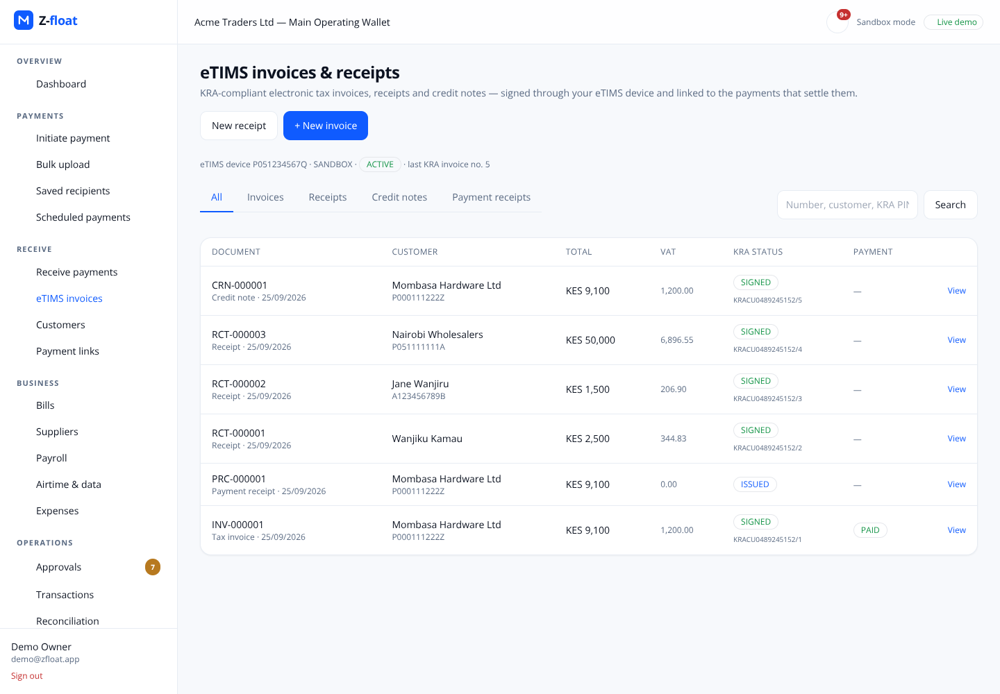 Z-float
OVERVIEW
Dashboard
PAYMENTS
Initiate payment
Bulk upload
Saved recipients
Scheduled payments
RECEIVE
Receive payments
eTIMS invoices
Customers
Payment links
BUSINESS
Bills
Suppliers
Payroll
Airtime & data
Expenses
OPERATIONS
Approvals 7
Transactions
Reconciliation
Demo Owner
demo@zfloat.app
Sign out
Acme Traders Ltd — Main Operating Wallet
9+ Sandbox mode Live demo
eTIMS invoices & receipts
KRA-compliant electronic tax invoices, receipts and credit notes — signed through your eTIMS device and linked to the payments that settle them.
New receipt + New invoice
eTIMS device P051234567Q · SANDBOX · ACTIVE · last KRA invoice no. 5
All Invoices Receipts Credit notes Payment receipts
Number, customer, KRA PIN Search
DOCUMENT CUSTOMER TOTAL VAT KRA STATUS PAYMENT
CRN-000001 Mombasa Hardware Ltd KES 9,100 1,200.00 SIGNED — View
Credit note · 25/09/2026 P000111222Z KRACU0489245152/5
RCT-000003 Nairobi Wholesalers KES 50,000 6,896.55 SIGNED — View
Receipt · 25/09/2026 P051111111A KRACU0489245152/4
RCT-000002 Jane Wanjiru KES 1,500 206.90 SIGNED — View
Receipt · 25/09/2026 A123456789B KRACU0489245152/3
RCT-000001 Wanjiku Kamau KES 2,500 344.83 SIGNED — View
Receipt · 25/09/2026 KRACU0489245152/2
PRC-000001 Mombasa Hardware Ltd KES 9,100 0.00 ISSUED — View
Payment receipt · 25/09/2026 P000111222Z
INV-000001 Mombasa Hardware Ltd KES 9,100 1,200.00 SIGNED PAID View
Tax invoice · 25/09/2026 P000111222Z KRACU0489245152/1